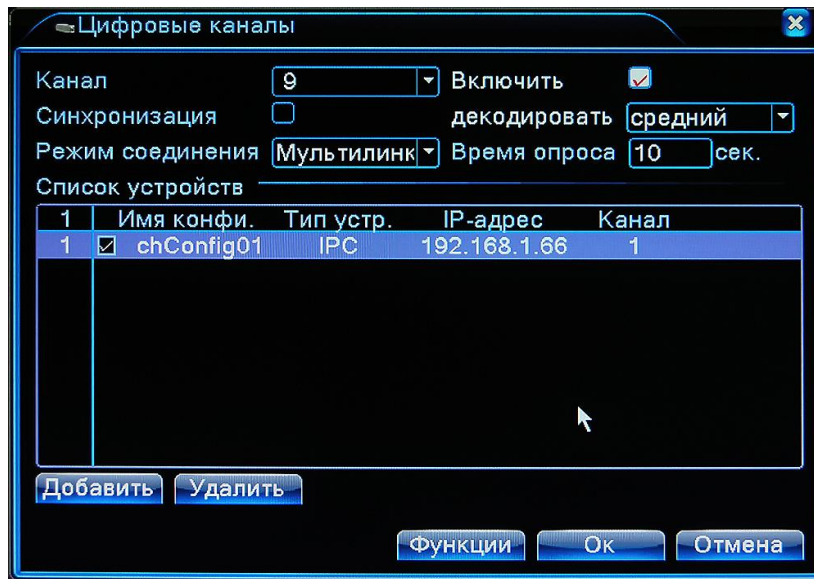 Цифровые каналы
Канал 9 Включить
Синхронизация декодировать средний
Режим соединения Мультилинк Время опроса 10 сек.
Список устройств
1 Имя конфи. Тип устр. IP-адрес Канал
1 chConfig01 IPC 192.168.1.66 1
Добавить Удалить
Функции Ок Отмена